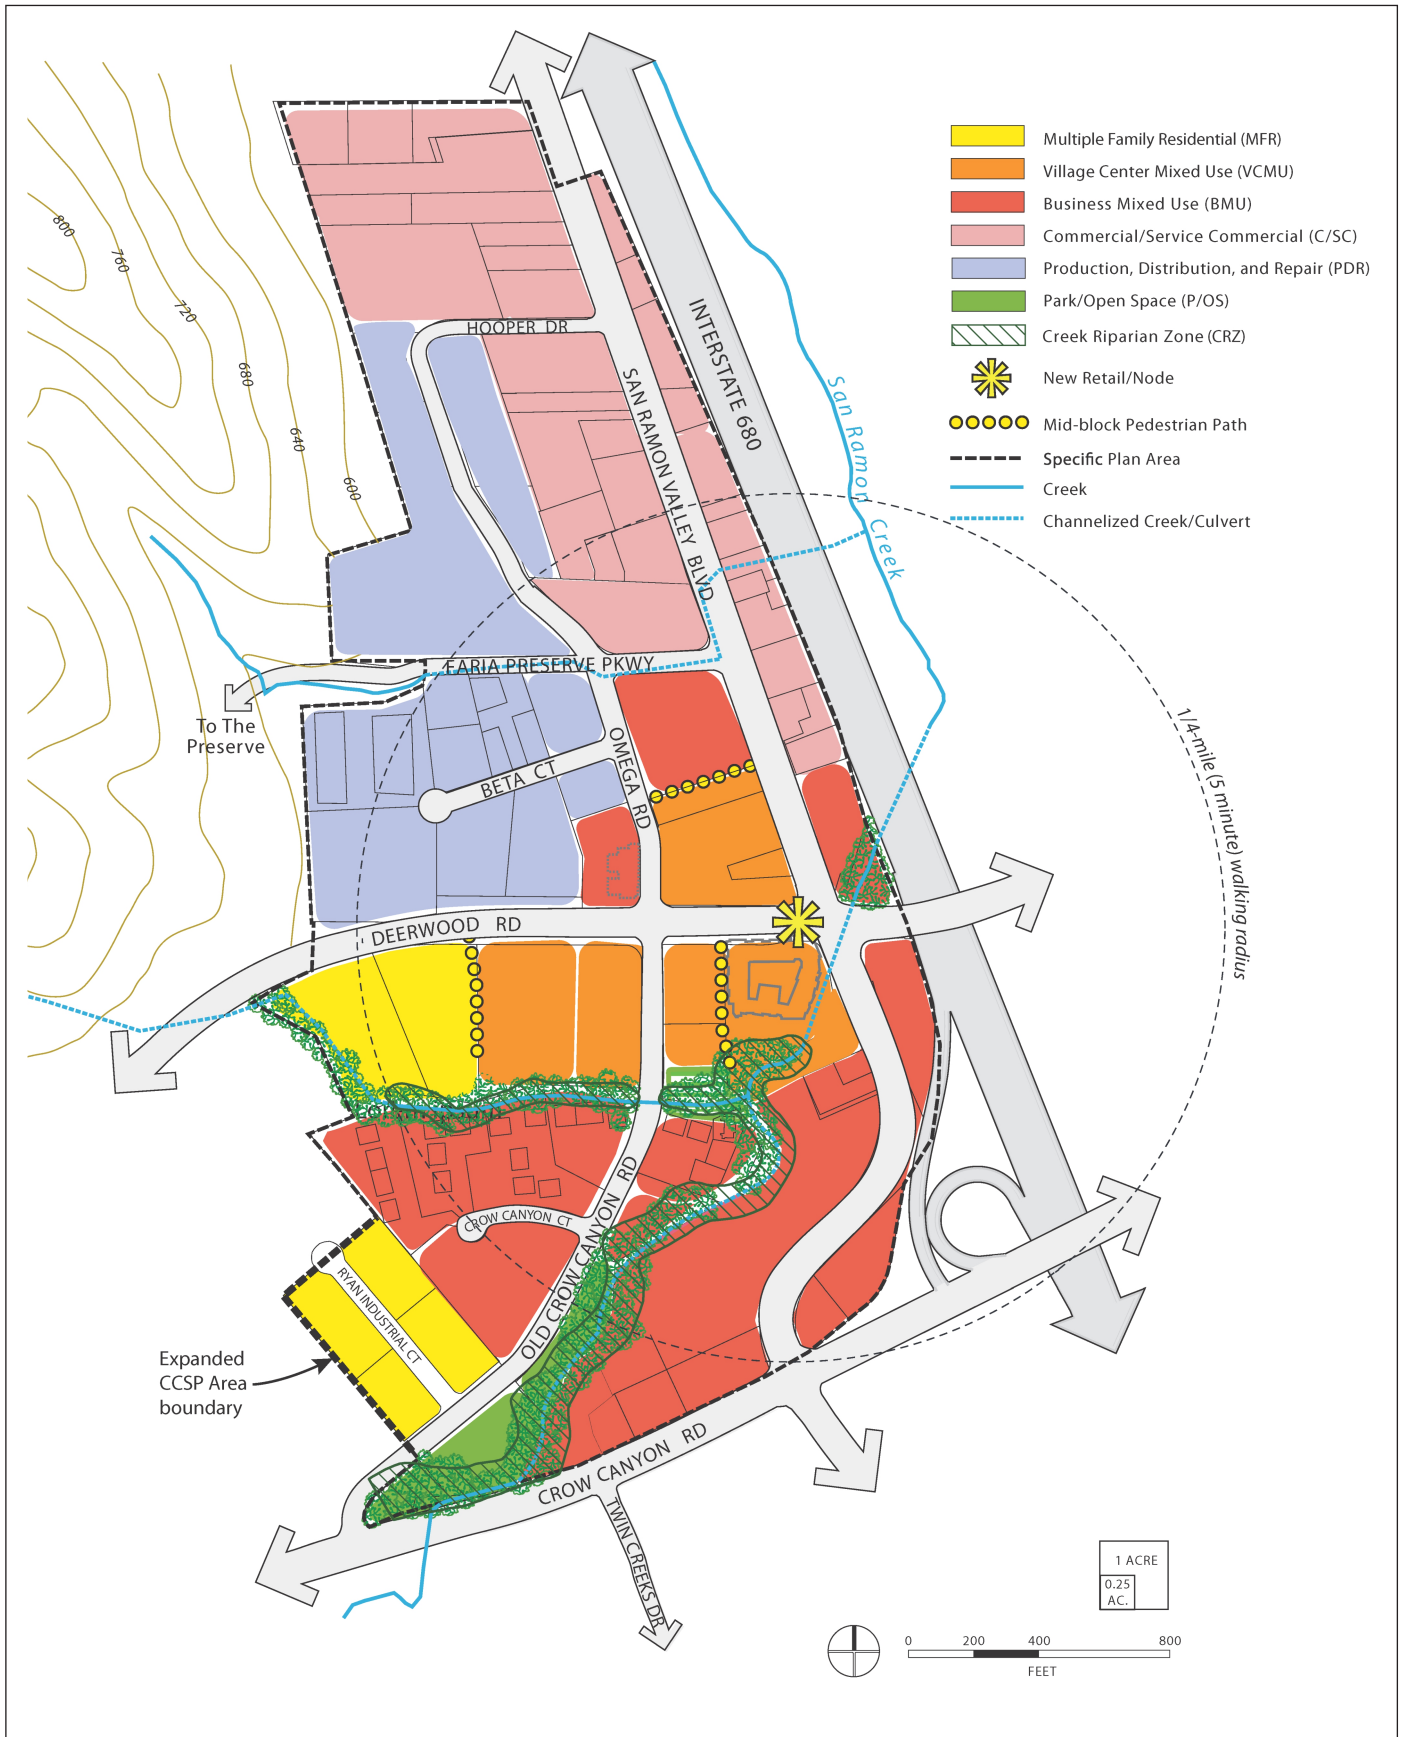 Multiple Family Residential (MFR)
Village Center Mixed Use (VCMU)
Business Mixed Use (BMU)
Commercial/Service Commercial (C/SC)
Production, Distribution, and Repair (PDR)
Park/Open Space (P/OS)
Creek Riparian Zone (CRZ)
New Retail/Node
Mid-block Pedestrian Path
Specific Plan Area
Creek
Channelized Creek/Culvert
800
760
720
680
640
600
HOOPER DR
SAN RAMON VALLEY BLVD
INTERSTATE 680
San Ramon Creek
FARIA PRESERVE PKWY
To The
Preserve
OMEGA RD
BETA CT
1/4-mile (5 minute) walking radius
DEERWOOD RD
CROW CANYON CT
OLD CROW CANYON RD
RYAN INDUSTRIAL CT
Expanded
CCSP Area
boundary
CROW CANYON RD
TWIN CREEKS DR
1 ACRE
0.25
AC.
0 200 400 800
FEET